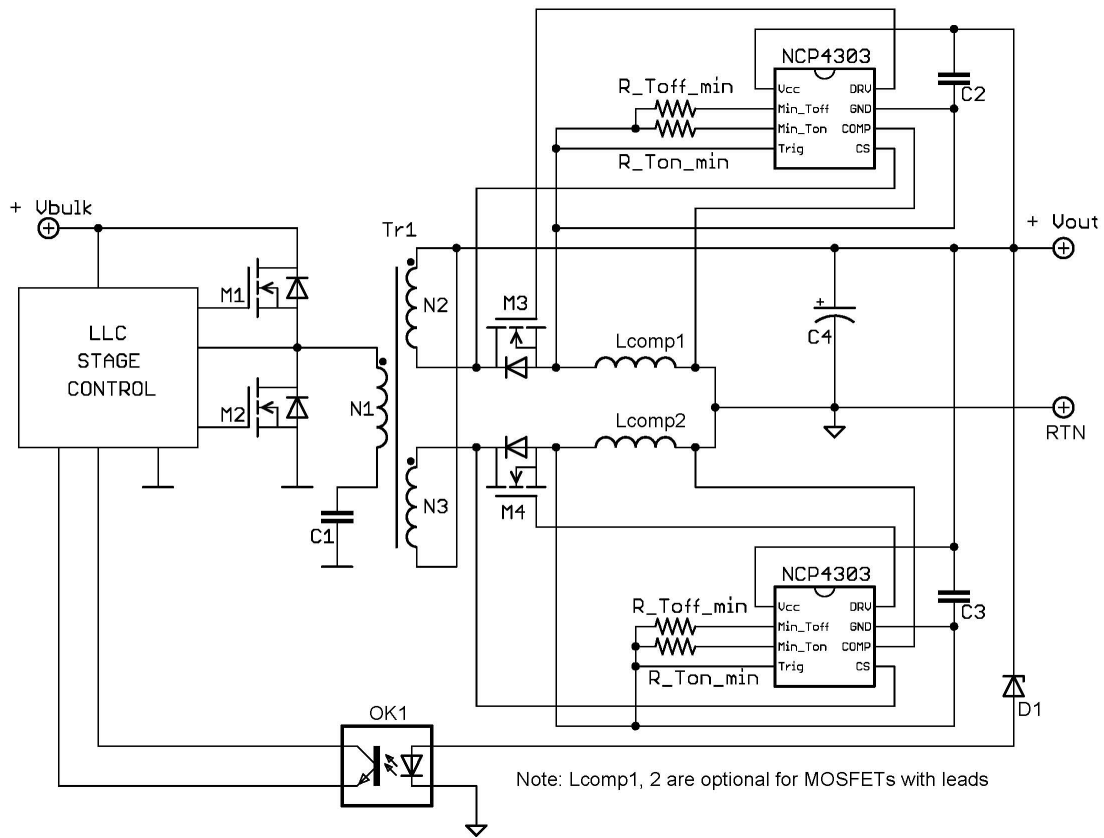 NCP4303
R_Toff_min
R_Ton_min
Vcc
Min_Toff
Min_Ton
Trig
DRV
GND
COMP
CS
C2
+ Vbulk
+ Vout
Tr1
LLC
STAGE
CONTROL
M1
M2
N1
N2
N3
C1
M3
Lcomp1
Lcomp2
M4
+
C4
RTN
NCP4303
R_Toff_min
R_Ton_min
Vcc
Min_Toff
Min_Ton
Trig
DRV
GND
COMP
CS
C3
D1
OK1
Note: Lcomp1, 2 are optional for MOSFETs with leads